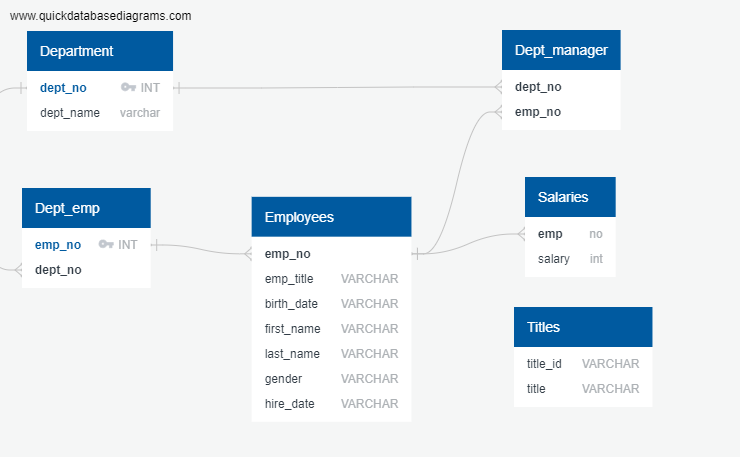 www.quickdatabasediagrams.com
Department
dept_no INT
dept_name varchar
Dept_manager
dept_no
emp_no
Dept_emp
emp_no INT
dept_no
Employees
emp_no
emp_title VARCHAR
birth_date VARCHAR
first_name VARCHAR
last_name VARCHAR
gender VARCHAR
hire_date VARCHAR
Salaries
emp no
salary int
Titles
title_id VARCHAR
title VARCHAR